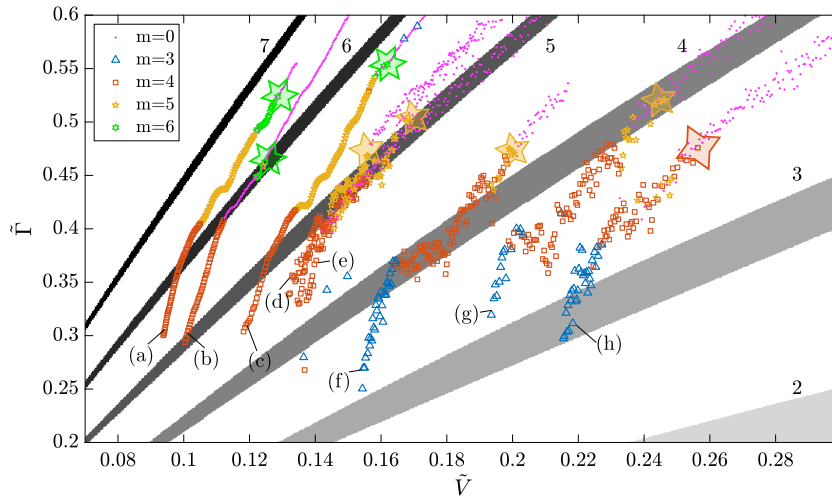 0.6
0.55
0.5
0.45
0.4
0.35
0.3
0.25
0.2
Γ̃
m=0
m=3
m=4
m=5
m=6
7
6
5
4
3
2
(a)
(b)
(c)
(d)
(e)
(f)
(g)
(h)
0.08 0.1 0.12 0.14 0.16 0.18 0.2 0.22 0.24 0.26 0.28
Ṽ